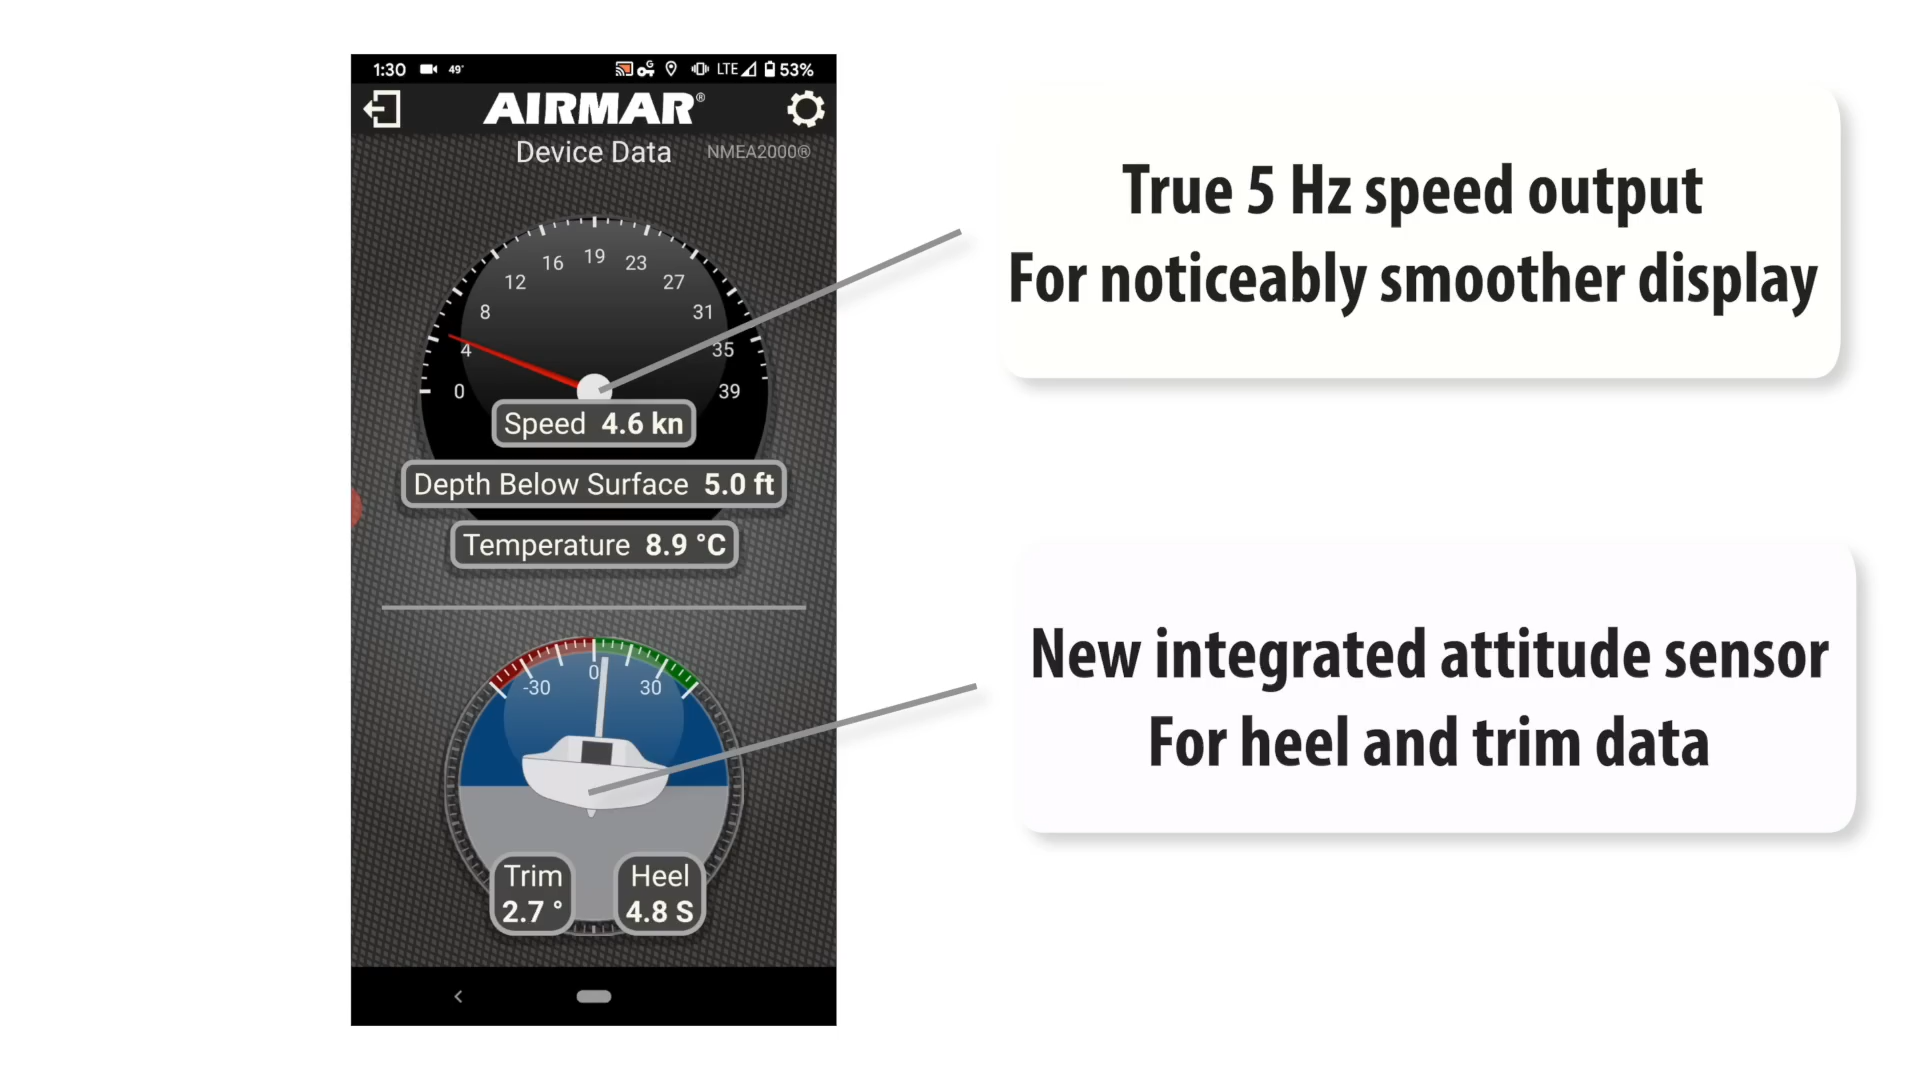 1:30 49° G LTE 53%
AIRMAR®
Device Data NMEA2000®
0 4 8 12 16 19 23 27 31 35 39
Speed 4.6 kn
Depth Below Surface 5.0 ft
Temperature 8.9 °C
-30 0 30
Trim
2.7 °
Heel
4.8 S
True 5 Hz speed output
For noticeably smoother display
New integrated attitude sensor
For heel and trim data